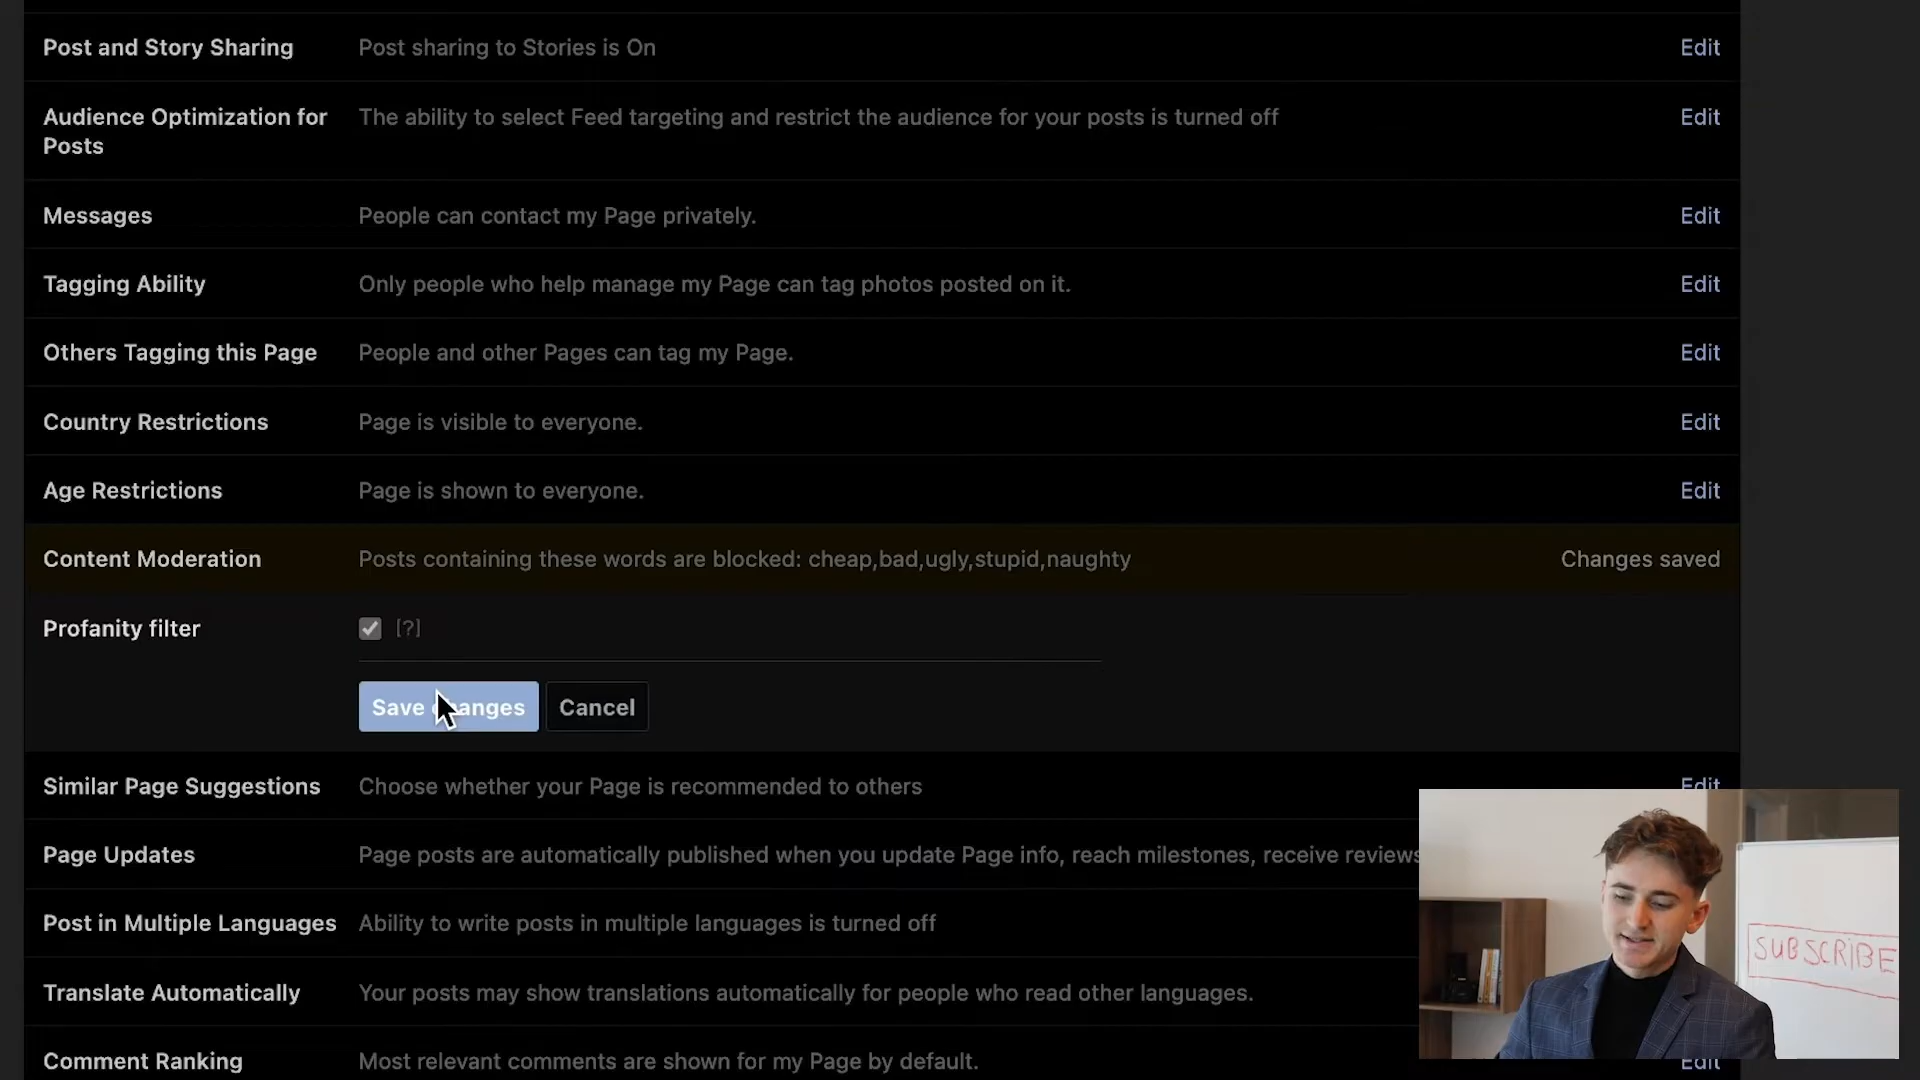 Post and Story Sharing Post sharing to Stories is On Edit
Audience Optimization for The ability to select Feed targeting and restrict the audience for your posts is turned off Edit
Posts
Messages People can contact my Page privately. Edit
Tagging Ability Only people who help manage my Page can tag photos posted on it. Edit
Others Tagging this Page People and other Pages can tag my Page. Edit
Country Restrictions Page is visible to everyone. Edit
Age Restrictions Page is shown to everyone. Edit
Content Moderation Posts containing these words are blocked: cheap,bad,ugly,stupid,naughty Changes saved
Profanity filter [?]
Save changes Cancel
Similar Page Suggestions Choose whether your Page is recommended to others Edit
Page Updates Page posts are automatically published when you update Page info, reach milestones, receive reviews
Post in Multiple Languages Ability to write posts in multiple languages is turned off
SUBSCRIBE
Translate Automatically Your posts may show translations automatically for people who read other languages.
Comment Ranking Most relevant comments are shown for my Page by default. Edit